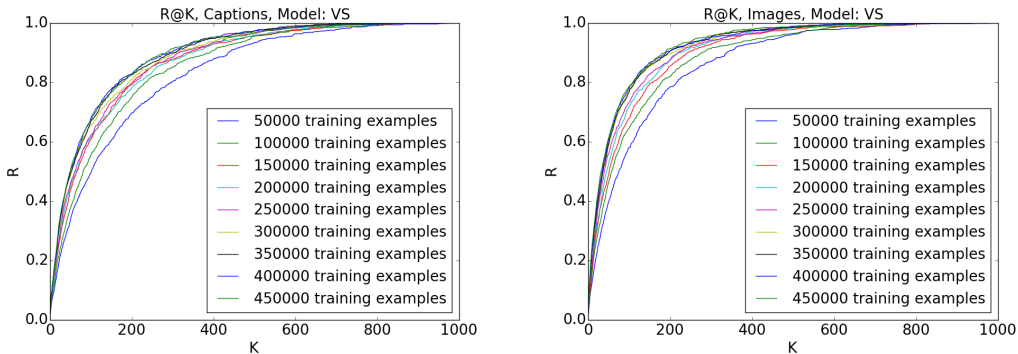 R@K, Captions, Model: VS
1.0
0.8
0.6
0.4
0.2
0.0
R
50000 training examples
100000 training examples
150000 training examples
200000 training examples
250000 training examples
300000 training examples
350000 training examples
400000 training examples
450000 training examples
0 200 400 600 800 1000
K
R@K, Images, Model: VS
1.0
0.8
0.6
0.4
0.2
0.0
R
50000 training examples
100000 training examples
150000 training examples
200000 training examples
250000 training examples
300000 training examples
350000 training examples
400000 training examples
450000 training examples
0 200 400 600 800 1000
K